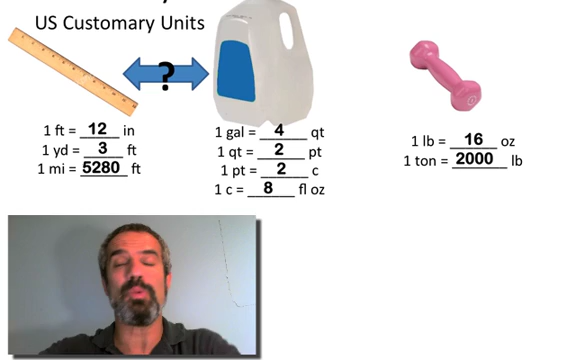 US Customary Units
?
1 ft = 12 in
1 yd = 3 ft
1 mi = 5280 ft
1 gal = 4 qt
1 qt = 2 pt
1 pt = 2 c
1 c = 8 fl oz
1 lb = 16 oz
1 ton = 2000 lb